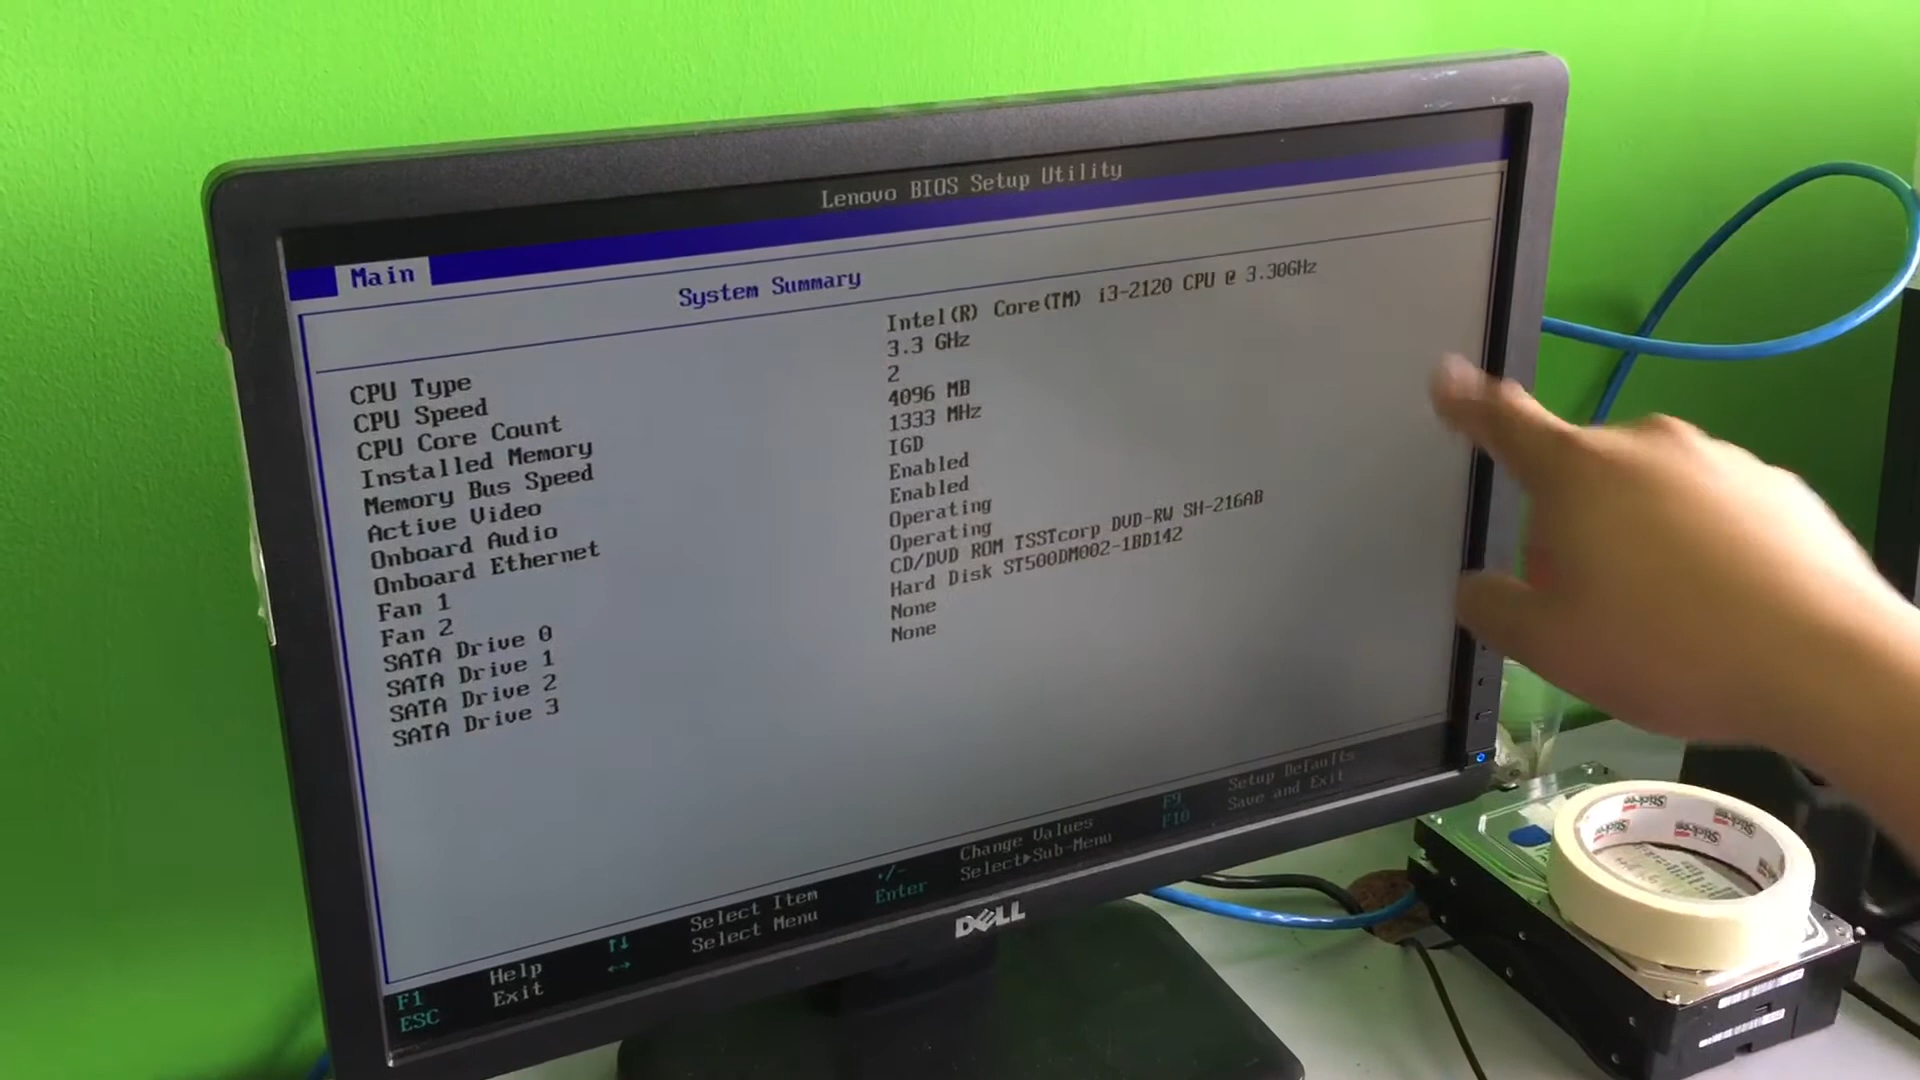 Lenovo BIOS Setup Utility
Main
System Summary
CPU Type Intel(R) Core(TM) i3-2120 CPU @ 3.30GHz
CPU Speed 3.3 GHz
CPU Core Count 2
Installed Memory 4096 MB
Memory Bus Speed 1333 MHz
Active Video IGD
Onboard Audio Enabled
Onboard Ethernet Enabled
Fan 1 Operating
Fan 2 Operating
SATA Drive 0 CD/DVD ROM TSSTcorp DVD-RW SH-216AB
SATA Drive 1 Hard Disk ST500DM002-1BD142
SATA Drive 2 None
SATA Drive 3 None
F1 Help ↑↓ Select Item +/- Change Values F9 Setup Defaults
ESC Exit ←→ Select Menu Enter Select▸Sub-Menu F10 Save and Exit
DELL